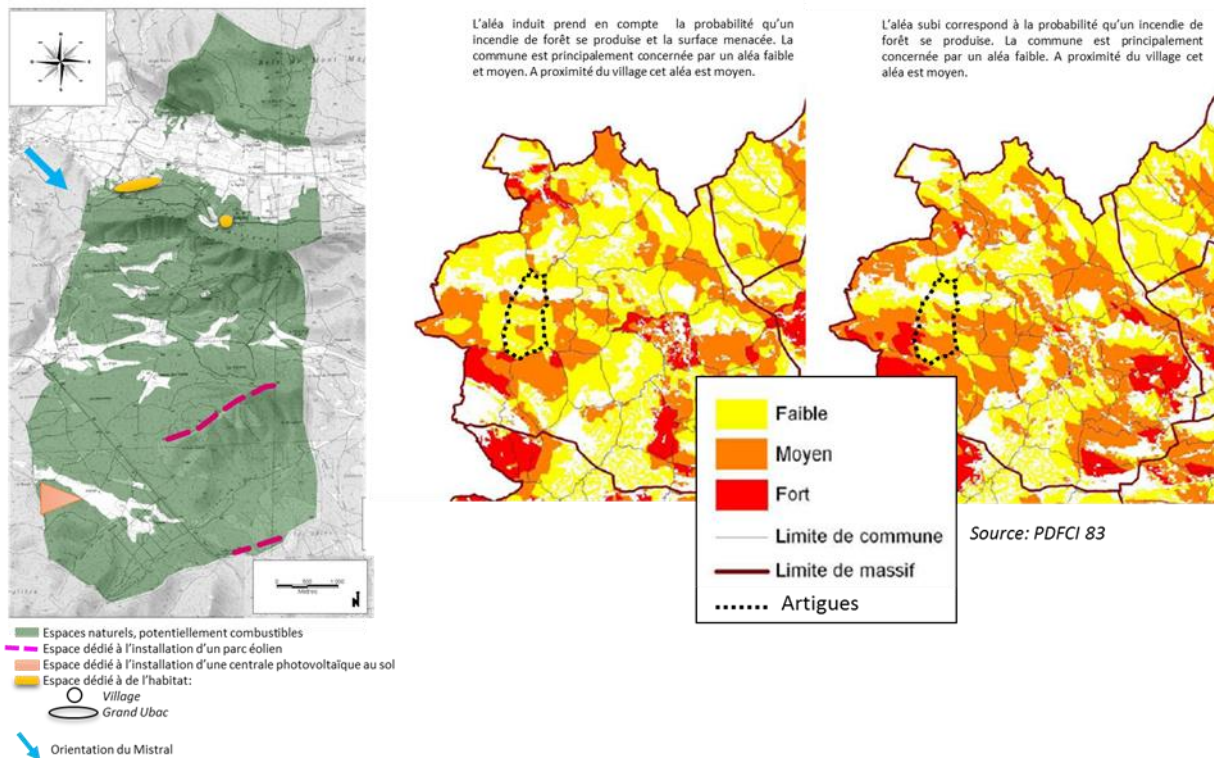 L'aléa induit prend en compte la probabilité qu'un
incendie de forêt se produise et la surface menacée. La
commune est principalement concernée par un aléa faible
et moyen. A proximité du village cet aléa est moyen.
L'aléa subi correspond à la probabilité qu'un incendie de
forêt se produise. La commune est principalement
concernée par un aléa faible. A proximité du village cet
aléa est moyen.
Faible
Moyen
Fort
Limite de commune
Limite de massif
Artigues
Source: PDFCI 83
0 500 1 000
Mètres
N
Espaces naturels, potentiellement combustibles
Espace dédié à l'installation d'un parc éolien
Espace dédié à l'installation d'une centrale photovoltaïque au sol
Espace dédié à de l'habitat:
Village
Grand Ubac
Orientation du Mistral